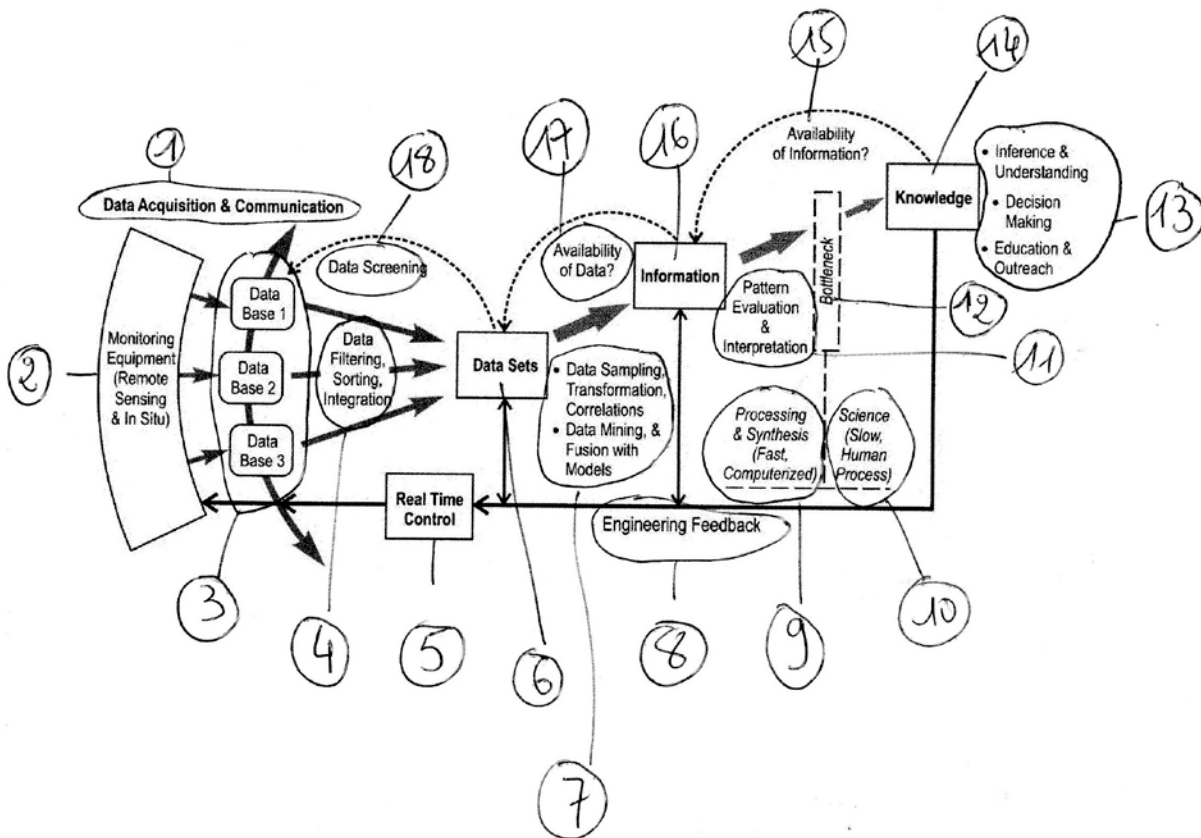 15
14
17
16
1
18
Availability
of Information?
• Inference &
Understanding
• Decision
Making
• Education &
Outreach
Knowledge
13
Data Acquisition & Communication
Data Screening
Availability
of Data?
Information
Bottleneck
Pattern
Evaluation
&
Interpretation
12
11
Data
Base 1
Data
Base 2
Data
Base 3
2
Monitoring
Equipment
(Remote
Sensing
& In Situ)
Data
Filtering,
Sorting,
Integration
Data Sets
• Data Sampling,
Transformation,
Correlations
• Data Mining, &
Fusion with
Models
Processing
& Synthesis
(Fast,
Computerized)
Science
(Slow,
Human
Process)
Real Time
Control
Engineering Feedback
3
4
5
6
8
9
10
7